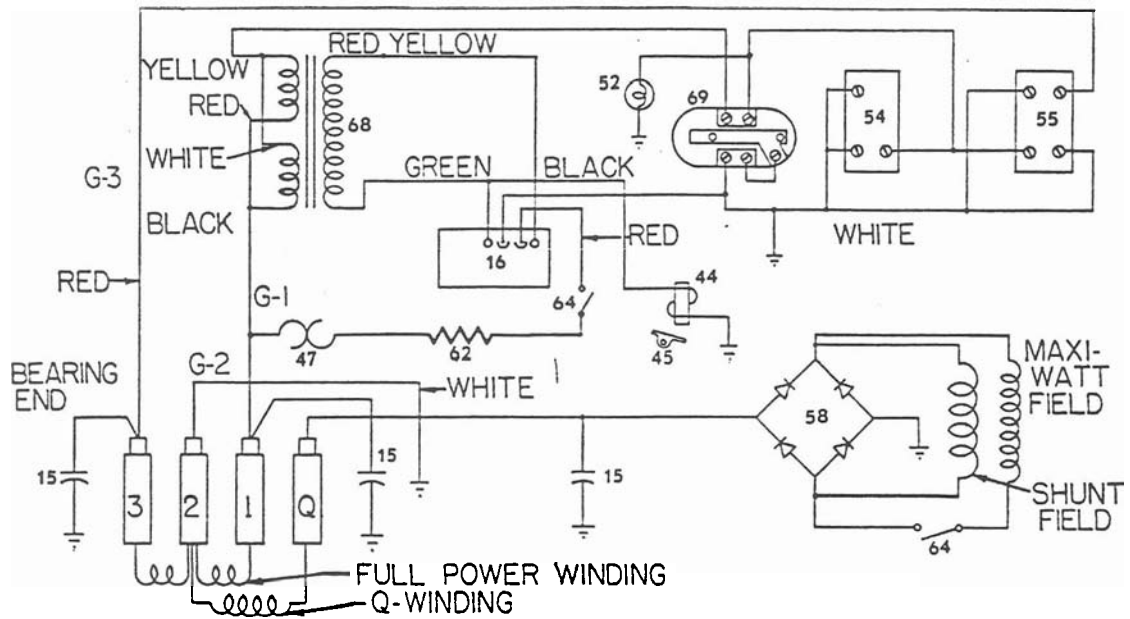 RED YELLOW
YELLOW
RED
68
WHITE
52
69
54
55
G-3
GREEN
BLACK
BLACK
WHITE
16
RED
RED
G-1
64
44
47
62
45
G-2
WHITE
MAXI-
WATT
FIELD
BEARING
END
58
15
15
15
3
2
1
Q
SHUNT
FIELD
64
FULL POWER WINDING
Q-WINDING